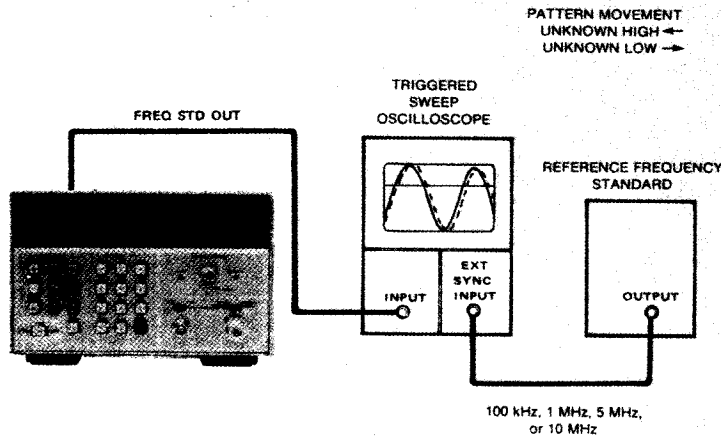 PATTERN MOVEMENT
UNKNOWN HIGH ←
UNKNOWN LOW →
TRIGGERED
SWEEP
OSCILLOSCOPE
FREQ STD OUT
REFERENCE FREQUENCY
STANDARD
INPUT
EXT
SYNC
INPUT
OUTPUT
100 kHz, 1 MHz, 5 MHz,
or 10 MHz